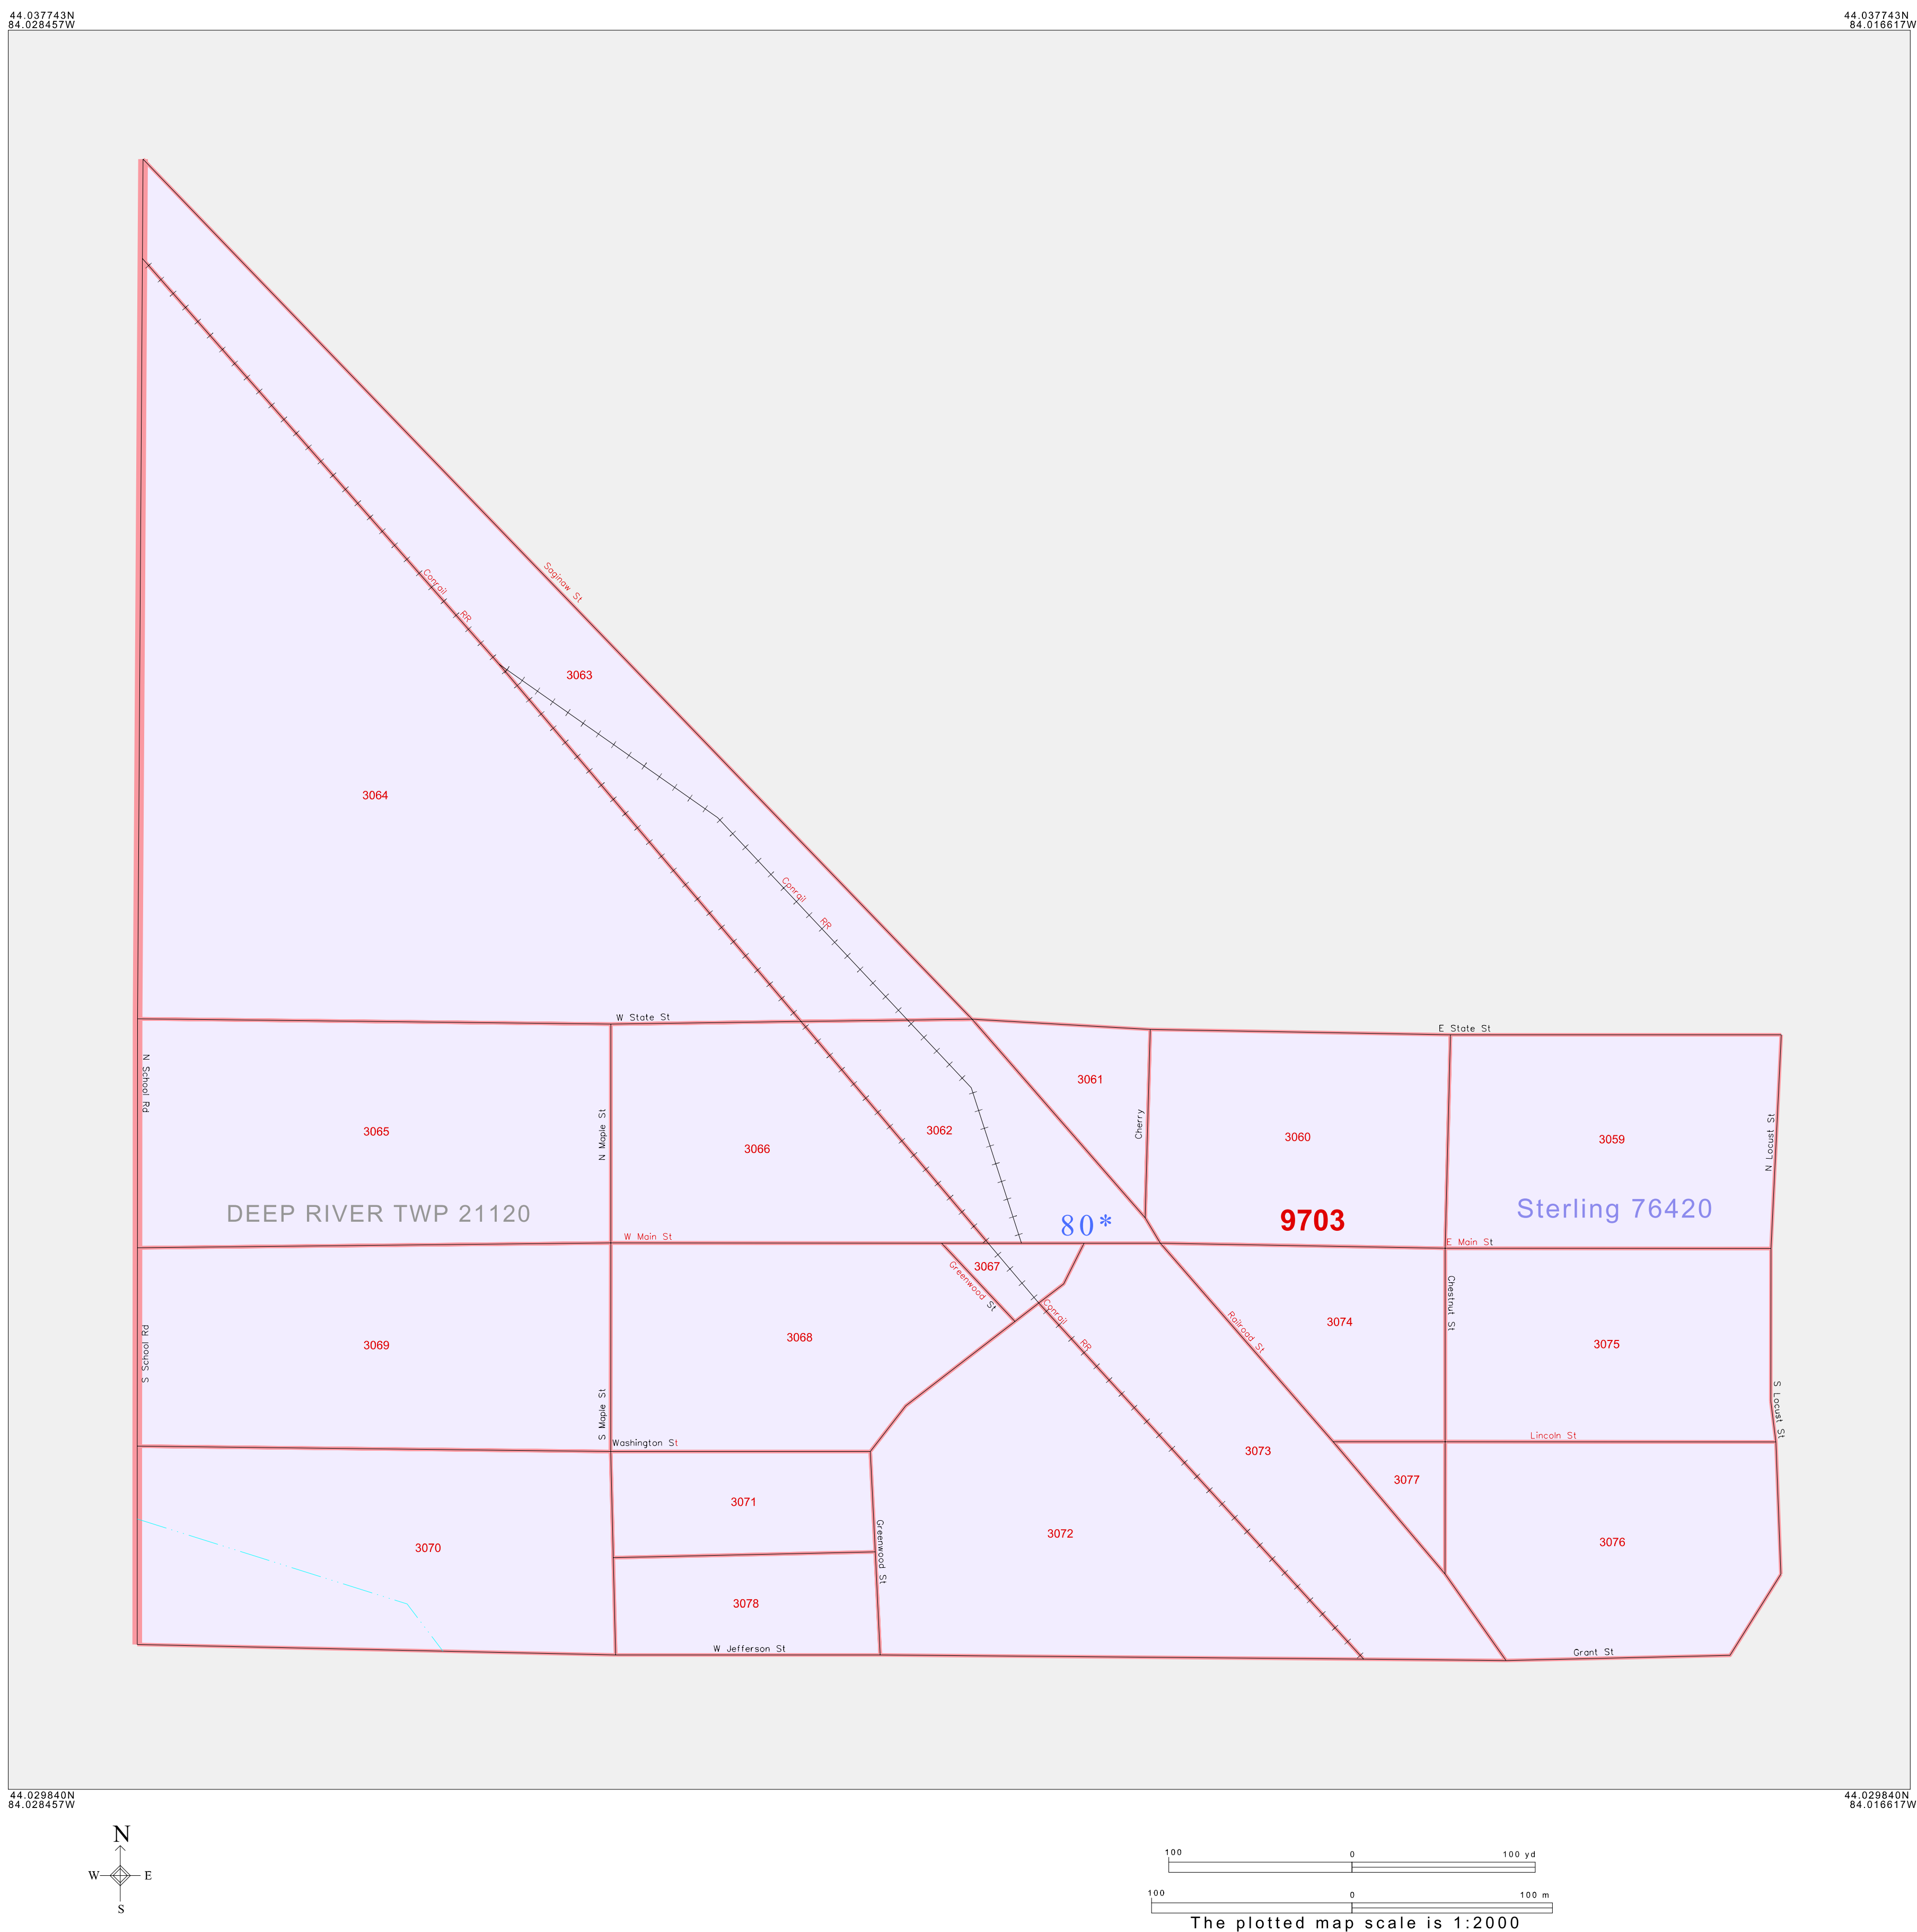 44.037743N
84.028457W
44.037743N
84.016617W
Saginaw St
Conrail RR
3063
3064
Conrail RR
W State St
E State St
N School Rd
3061
Cherry
N Maple St
3065
3066
3062
3060
3059
N Locust St
DEEP RIVER TWP 21120
80*
9703
Sterling 76420
W Main St
E Main St
3067
Greenwood St
Conrail RR
Railroad St
Chestnut St
S School Rd
3069
3068
3074
3075
S Maple St
S Locust St
Washington St
Lincoln St
3073
3077
3071
3072
3070
3076
Greenwood St
3078
W Jefferson St
Grant St
44.029840N
84.028457W
44.029840N
84.016617W
N
W E
S
100 0 100 yd
100 0 100 m
The plotted map scale is 1:2000